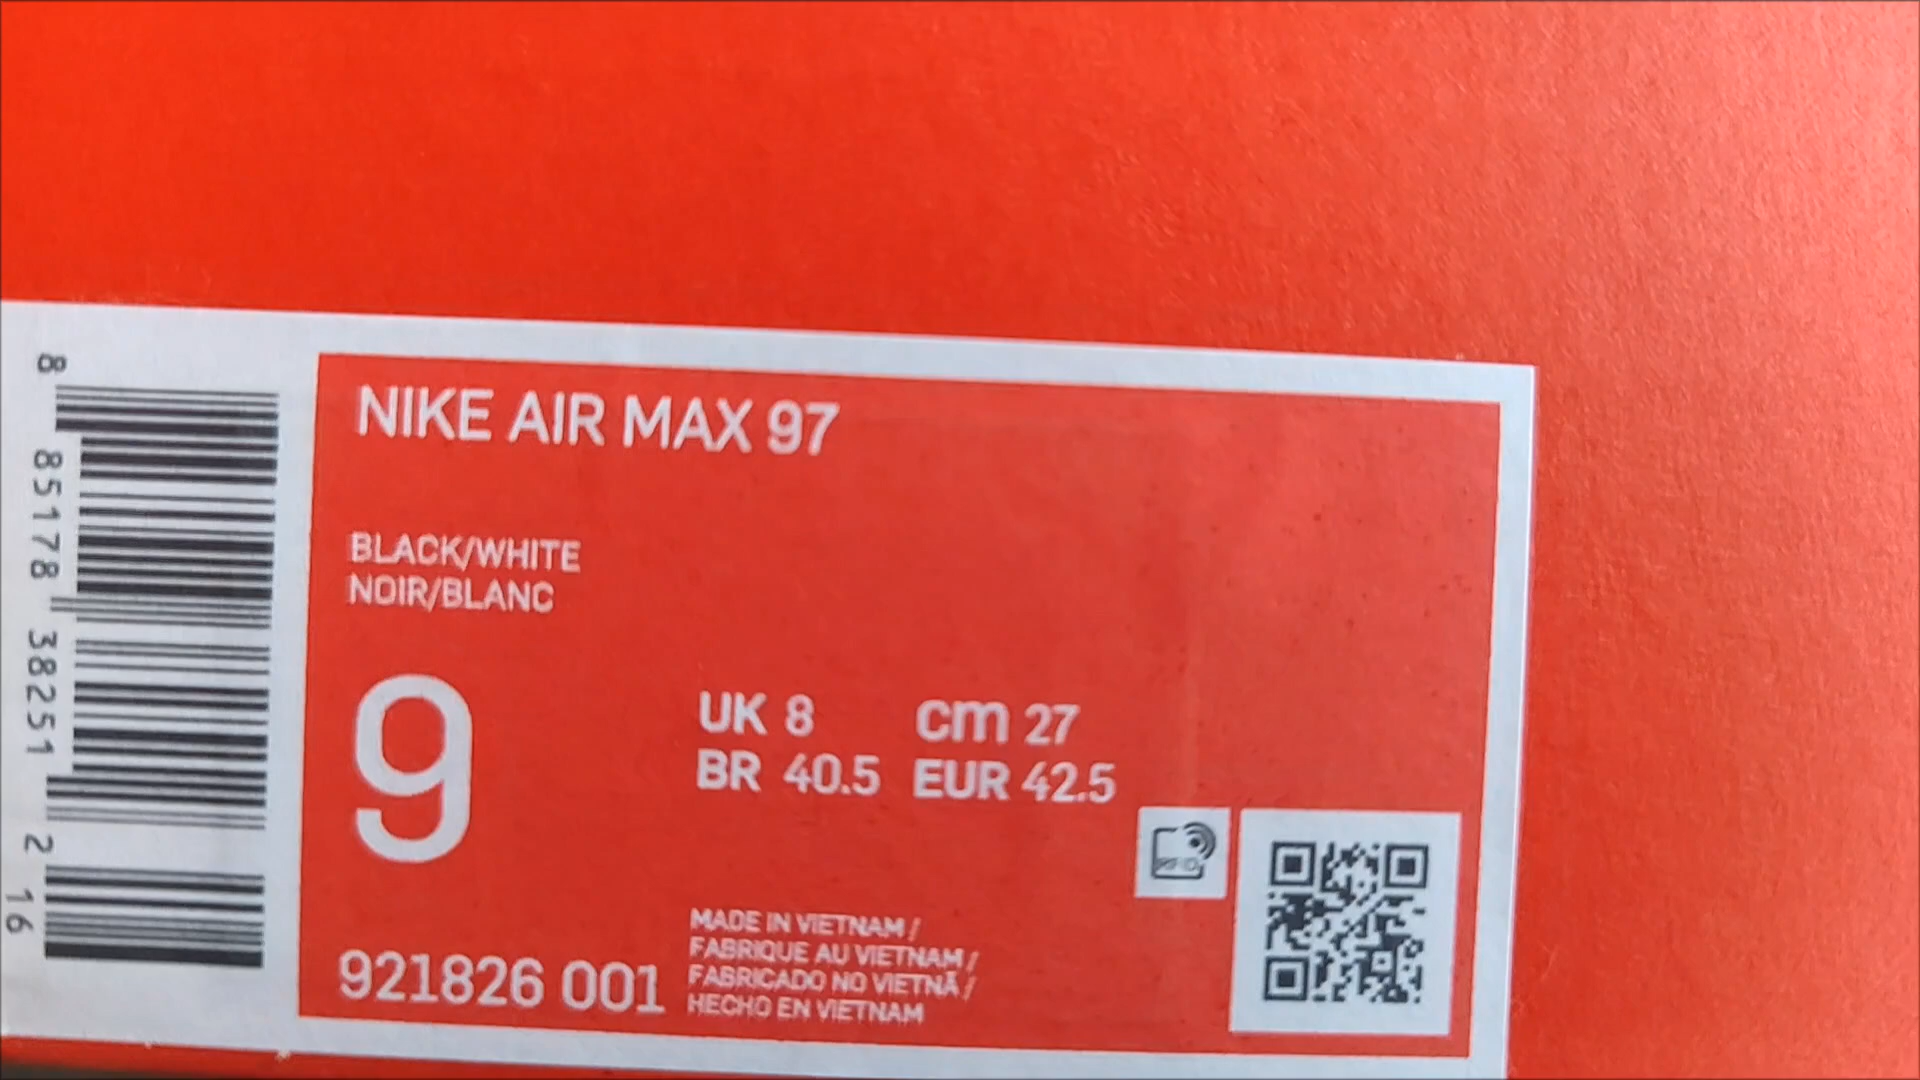 NIKE AIR MAX 97
BLACK/WHITE
NOIR/BLANC
9
UK 8 cm 27
BR 40.5 EUR 42.5
RFID
921826 001
MADE IN VIETNAM /
FABRIQUE AU VIETNAM /
FABRICADO NO VIETNÃ /
HECHO EN VIETNAM
8 85178 38251 2 16